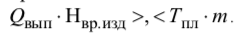 Qвып · Нвр.изд >,< Tпл · m.